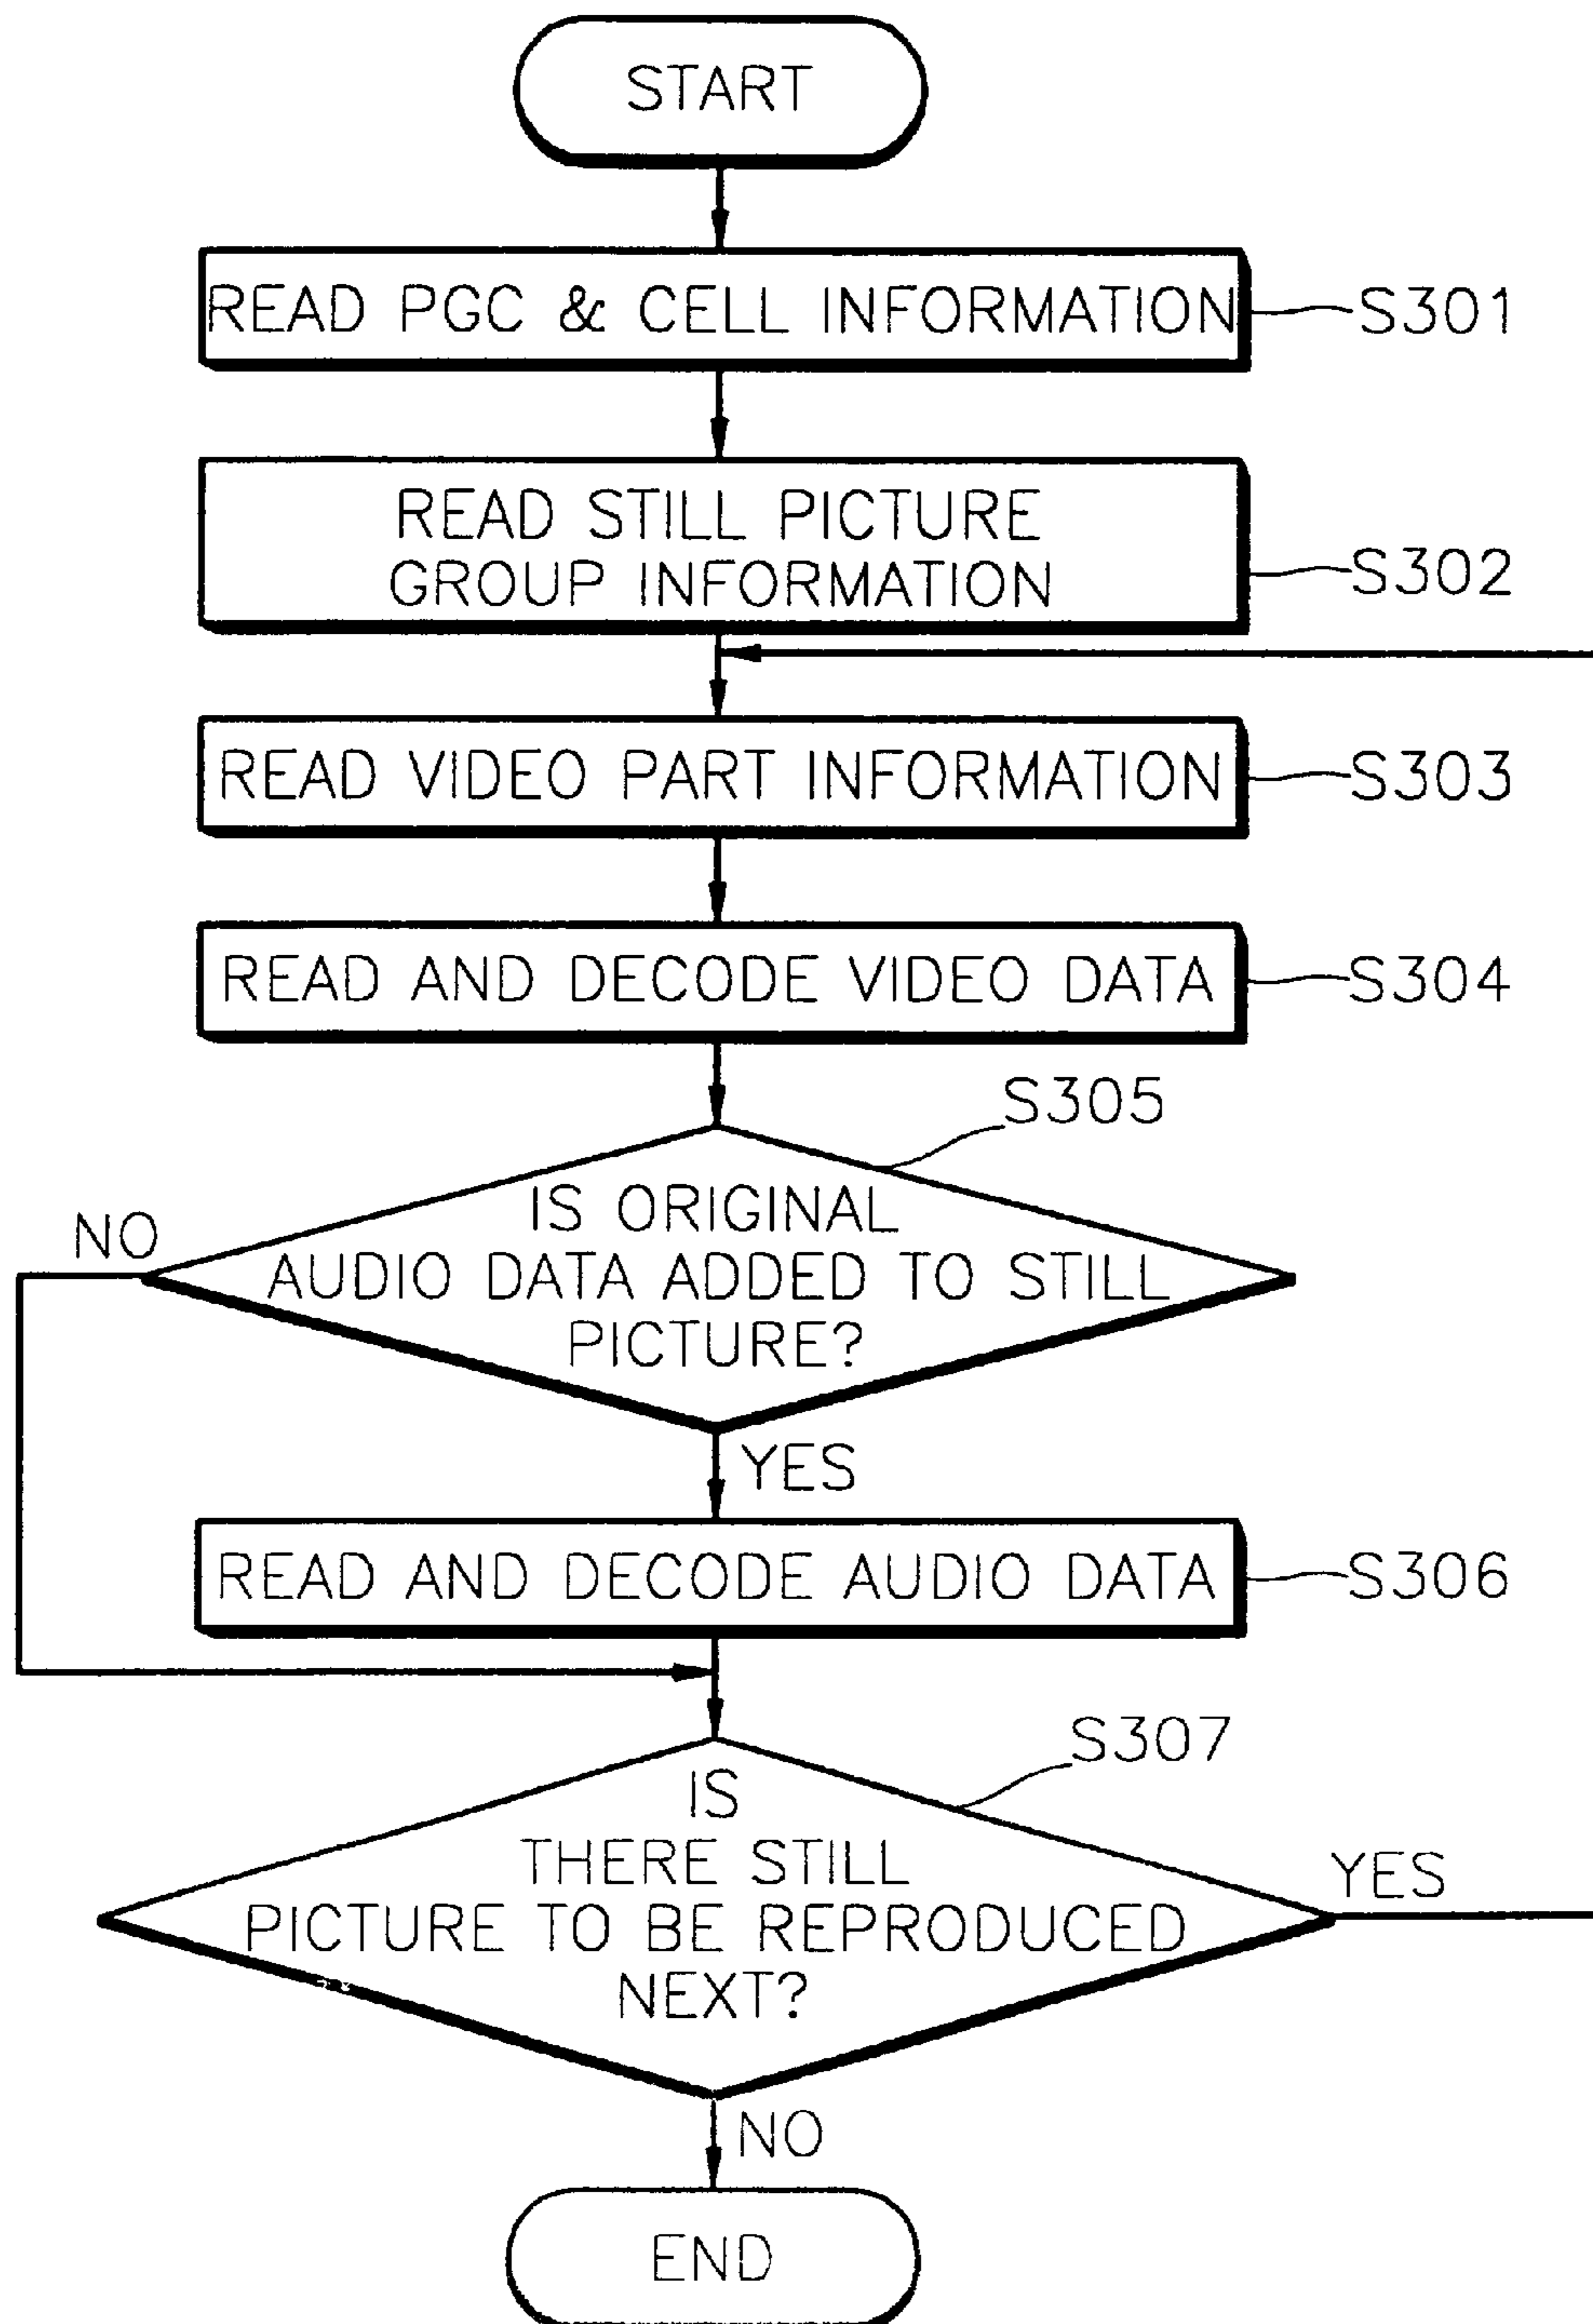 START
READ PGC & CELL INFORMATION
S301
READ STILL PICTURE
GROUP INFORMATION
S302
READ VIDEO PART INFORMATION
S303
READ AND DECODE VIDEO DATA
S304
S305
IS ORIGINAL
AUDIO DATA ADDED TO STILL
PICTURE?
NO
YES
READ AND DECODE AUDIO DATA
S306
S307
IS
THERE STILL
PICTURE TO BE REPRODUCED
NEXT?
YES
NO
END